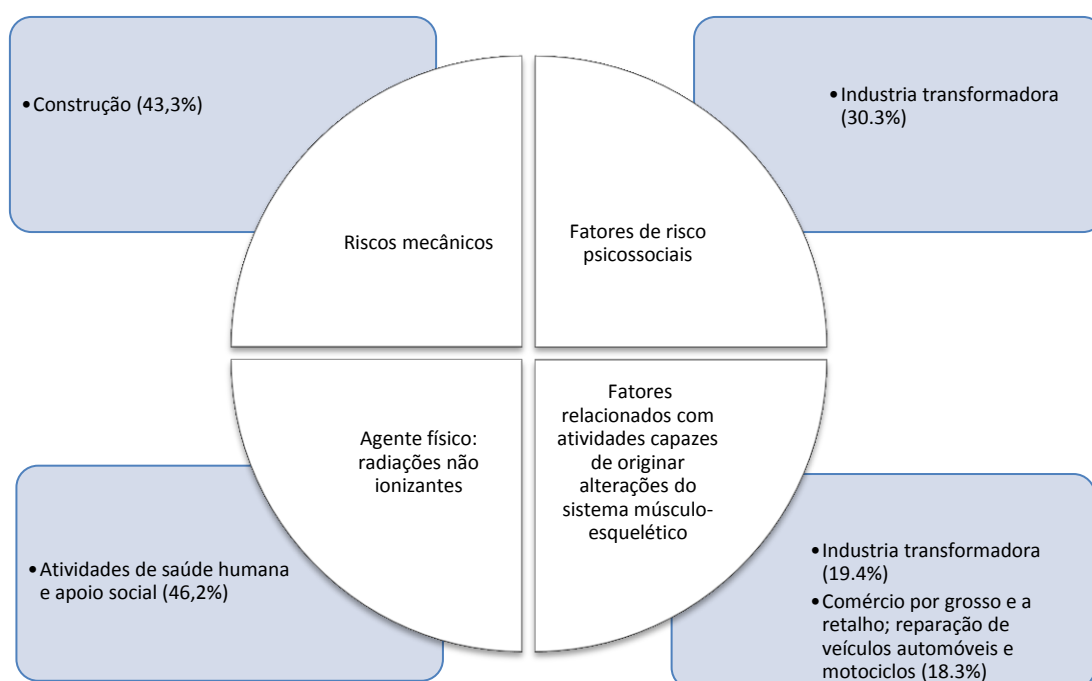 •Construção (43,3%)
Riscos mecânicos
•Industria transformadora
(30.3%)
Fatores de risco
psicossociais
•Atividades de saúde humana
e apoio social (46,2%)
Agente físico:
radiações não
ionizantes
Fatores
relacionados com
atividades capazes
de originar
alterações do
sistema músculo-
esquelético
•Industria transformadora
(19.4%)
•Comércio por grosso e a
retalho; reparação de
veículos automóveis e
motociclos (18.3%)